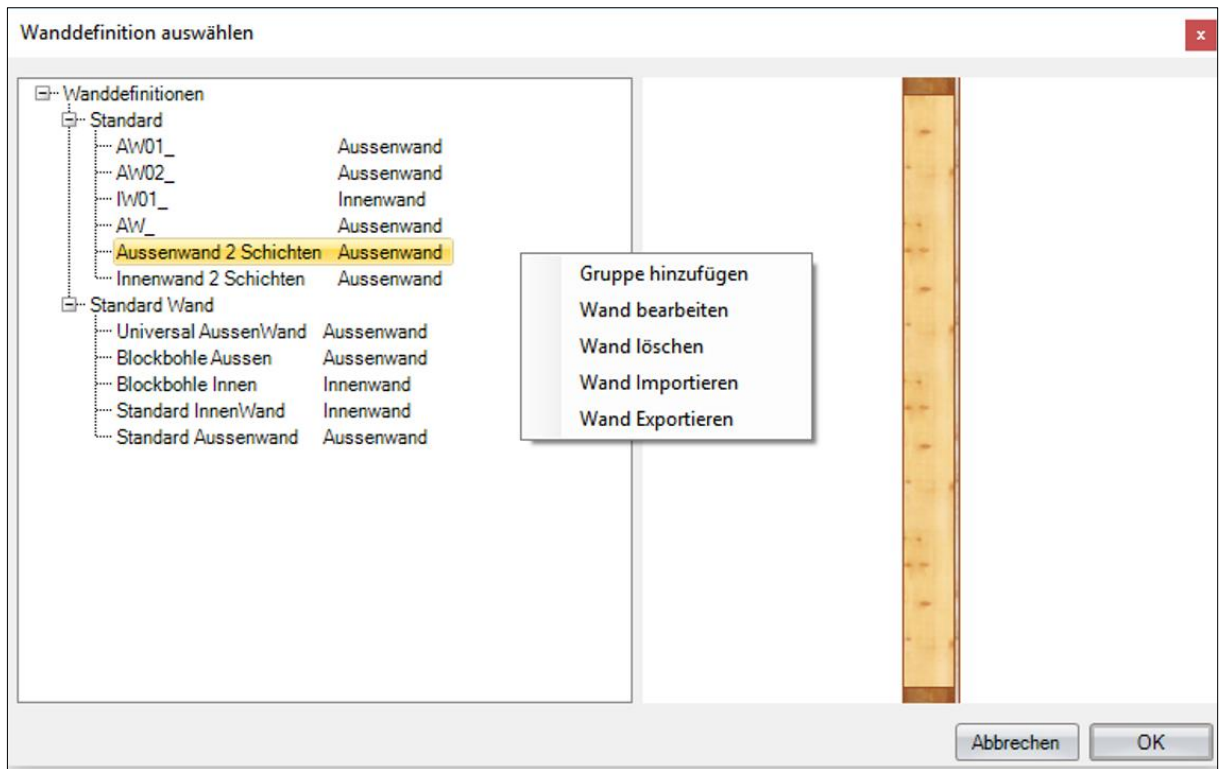 Wanddefinition auswählen
x
Wanddefinitionen
Standard
AW01_ Aussenwand
AW02_ Aussenwand
IW01_ Innenwand
AW_ Aussenwand
Aussenwand 2 Schichten Aussenwand
Innenwand 2 Schichten Aussenwand
Standard Wand
Universal AussenWand Aussenwand
Blockbohle Aussen Aussenwand
Blockbohle Innen Innenwand
Standard InnenWand Innenwand
Standard Aussenwand Aussenwand
Gruppe hinzufügen
Wand bearbeiten
Wand löschen
Wand Importieren
Wand Exportieren
Abbrechen OK